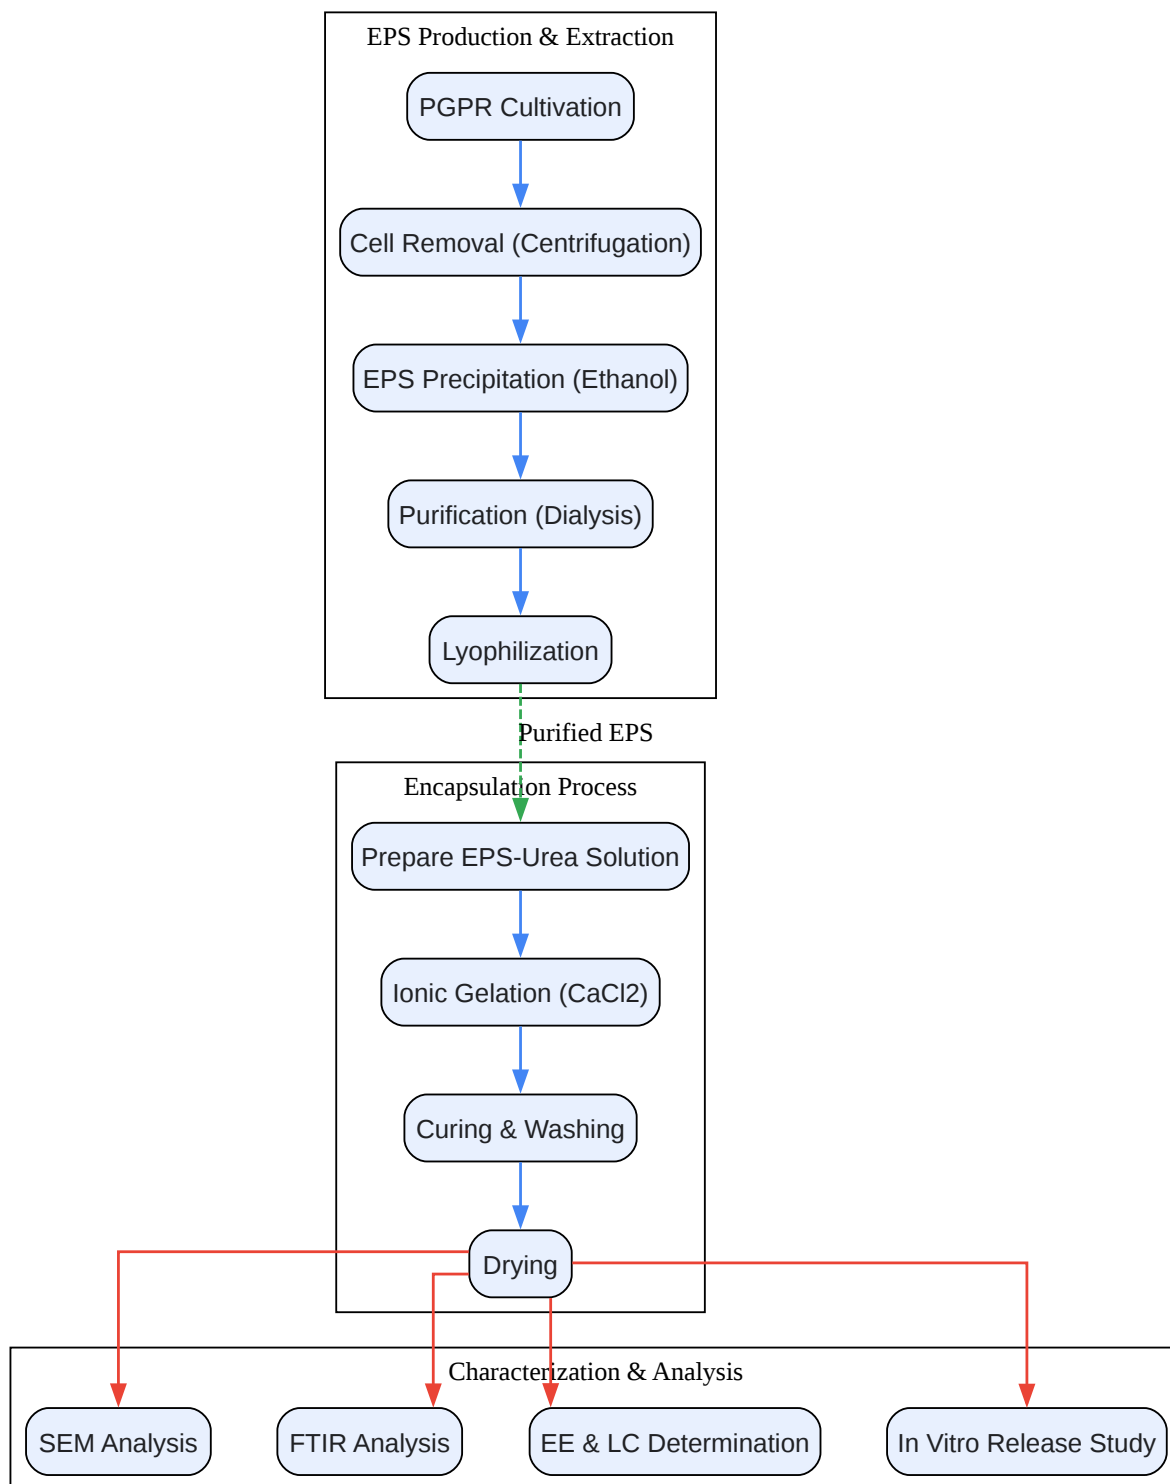 EPS Production & Extraction
PGPR Cultivation
Cell Removal (Centrifugation)
EPS Precipitation (Ethanol)
Purification (Dialysis)
Lyophilization
Purified EPS
Encapsulation Process
Prepare EPS-Urea Solution
Ionic Gelation (CaCl2)
Curing & Washing
Drying
Characterization & Analysis
SEM Analysis
FTIR Analysis
EE & LC Determination
In Vitro Release Study